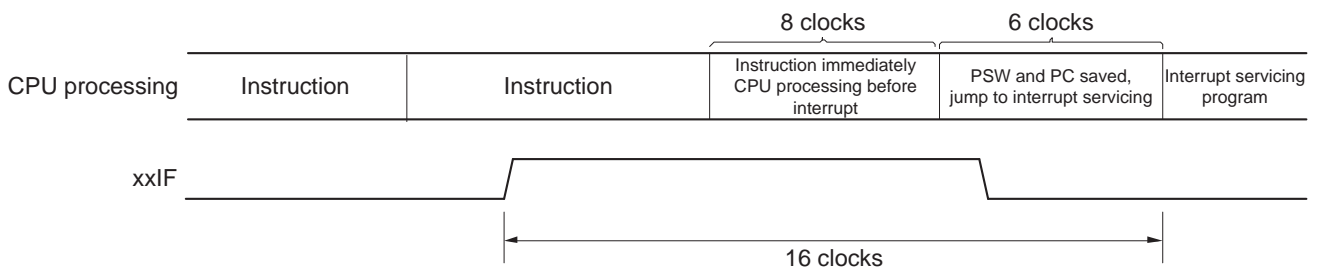 8 clocks
6 clocks
CPU processing
Instruction
Instruction
Instruction immediately
CPU processing before
interrupt
PSW and PC saved,
jump to interrupt servicing
Interrupt servicing
program
xxIF
16 clocks